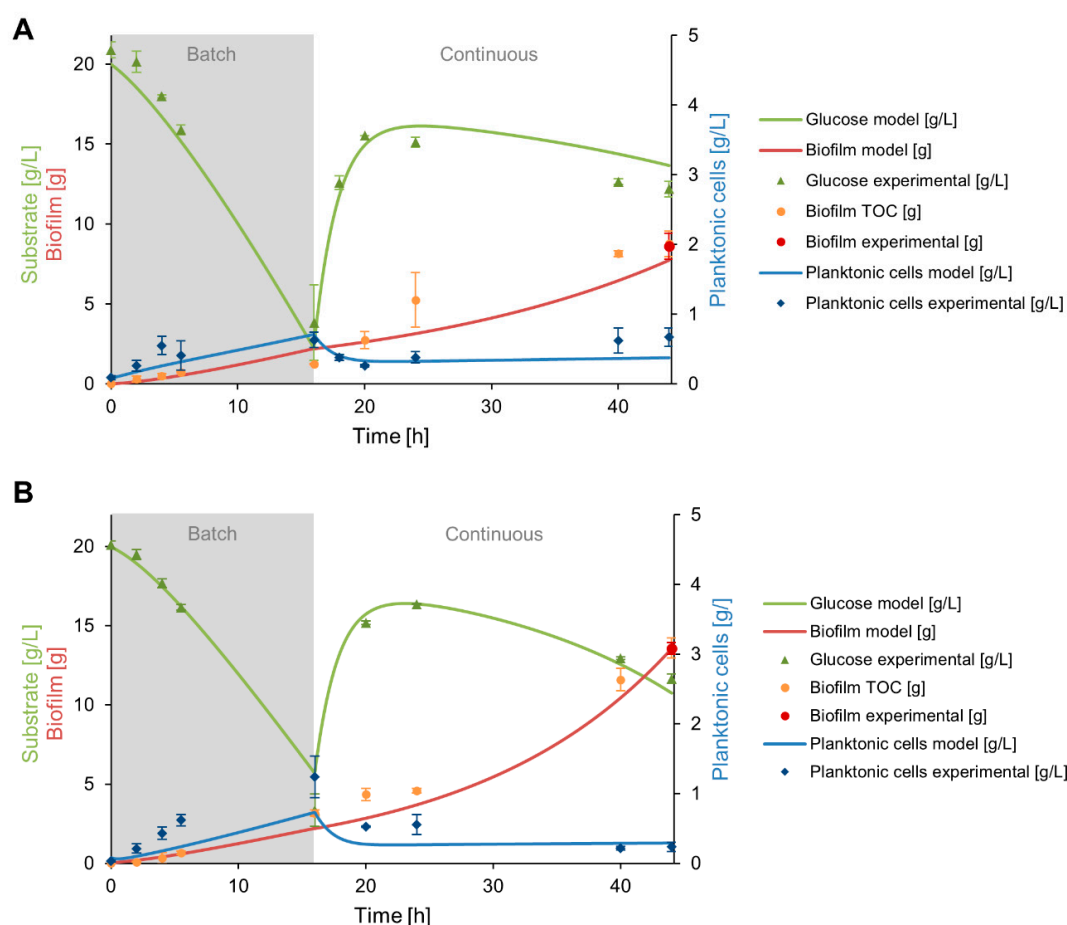 A
Batch
Continuous
20
15
10
5
0
5
4
3
2
1
0
0
10
20
30
40
Substrate [g/L]
Biofilm [g]
Planktonic cells [g/L]
Time [h]
Glucose model [g/L]
Biofilm model [g]
Glucose experimental [g/L]
Biofilm TOC [g]
Biofilm experimental [g]
Planktonic cells model [g/L]
Planktonic cells experimental [g/L]
B
Batch
Continuous
20
15
10
5
0
5
4
3
2
1
0
0
10
20
30
40
Substrate [g/L]
Biofilm [g]
Planktonic cells [g/]
Time [h]
Glucose model [g/L]
Biofilm model [g]
Glucose experimental [g/L]
Biofilm TOC [g]
Biofilm experimental [g]
Planktonic cells model [g/L]
Planktonic cells experimental [g/L]